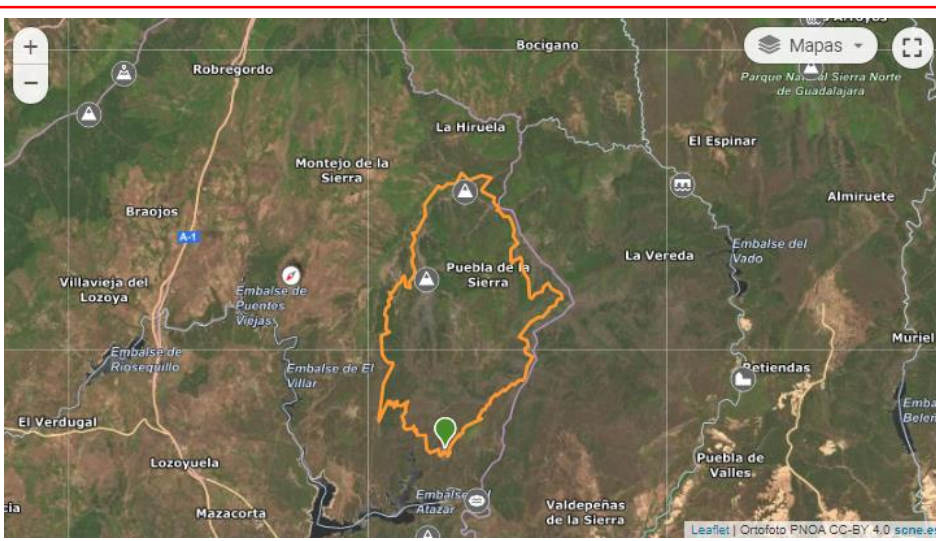 +
−
Mapas
Bocigano
Robregordo
Parque Natural Sierra Norte
de Guadalajara
La Hiruela
El Espinar
Montejo de la
Sierra
Almiruete
Braojos
A-1
Embalse del
Vado
La Vereda
Puebla de la
Sierra
Villavieja del
Lozoya
Embalse de
Puentes
Viejas
Muriel
Embalse de
Riosequillo
Embalse de El
Villar
Retiendas
El Verdugal
Lozoyuela
Puebla de
Valles
Embalse
Atazar
Valdepeñas
de la Sierra
Mazacorta
cia
Leaflet | Ortofoto PNOA CC-BY 4.0 scne.es